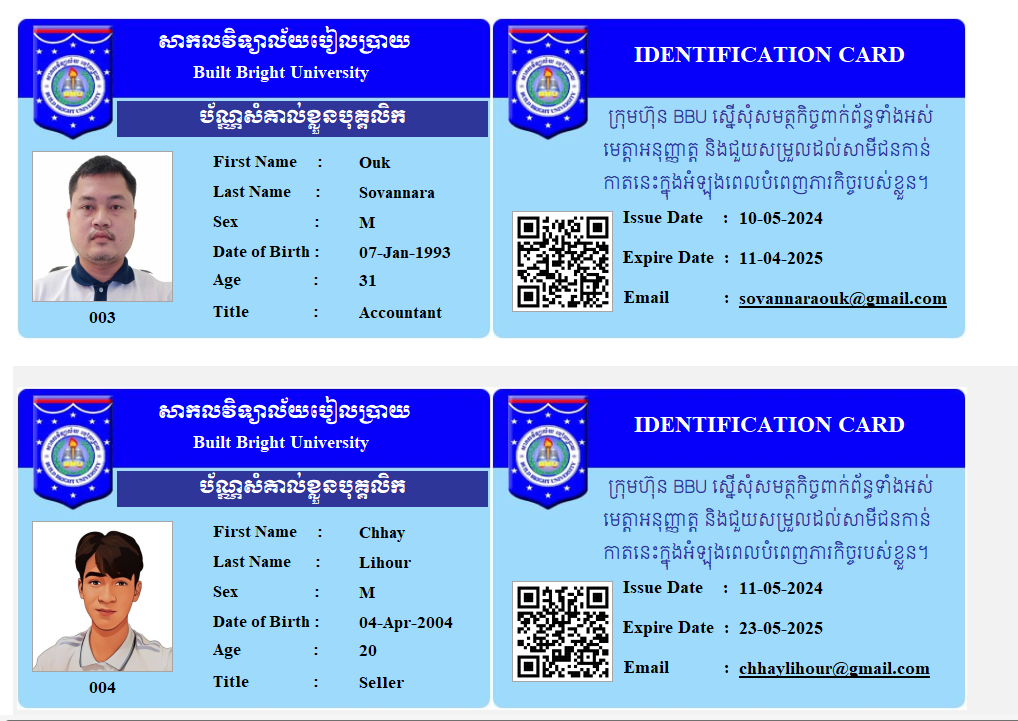 សាកលវិទ្យាល័យបៀលប្រាយ
Built Bright University
ប័ណ្ណសំគាល់ខ្លួនបុគ្គលិក
First Name : Ouk
Last Name : Sovannara
Sex : M
Date of Birth : 07-Jan-1993
Age : 31
Title : Accountant
003
IDENTIFICATION CARD
ក្រុមហ៊ុន BBU ស្នើសុំសមត្ថកិច្ចពាក់ព័ន្ធទាំងអស់
មេត្តាអនុញ្ញាត្ត និងជួយសម្រួលដល់សាមីជនកាន់
កាតនេះក្នុងអំឡុងពេលបំពេញភារកិច្ចរបស់ខ្លួន។
Issue Date : 10-05-2024
Expire Date : 11-04-2025
Email : sovannaraouk@gmail.com
សាកលវិទ្យាល័យបៀលប្រាយ
Built Bright University
ប័ណ្ណសំគាល់ខ្លួនបុគ្គលិក
First Name : Chhay
Last Name : Lihour
Sex : M
Date of Birth : 04-Apr-2004
Age : 20
Title : Seller
004
IDENTIFICATION CARD
ក្រុមហ៊ុន BBU ស្នើសុំសមត្ថកិច្ចពាក់ព័ន្ធទាំងអស់
មេត្តាអនុញ្ញាត្ត និងជួយសម្រួលដល់សាមីជនកាន់
កាតនេះក្នុងអំឡុងពេលបំពេញភារកិច្ចរបស់ខ្លួន។
Issue Date : 11-05-2024
Expire Date : 23-05-2025
Email : chhaylihour@gmail.com